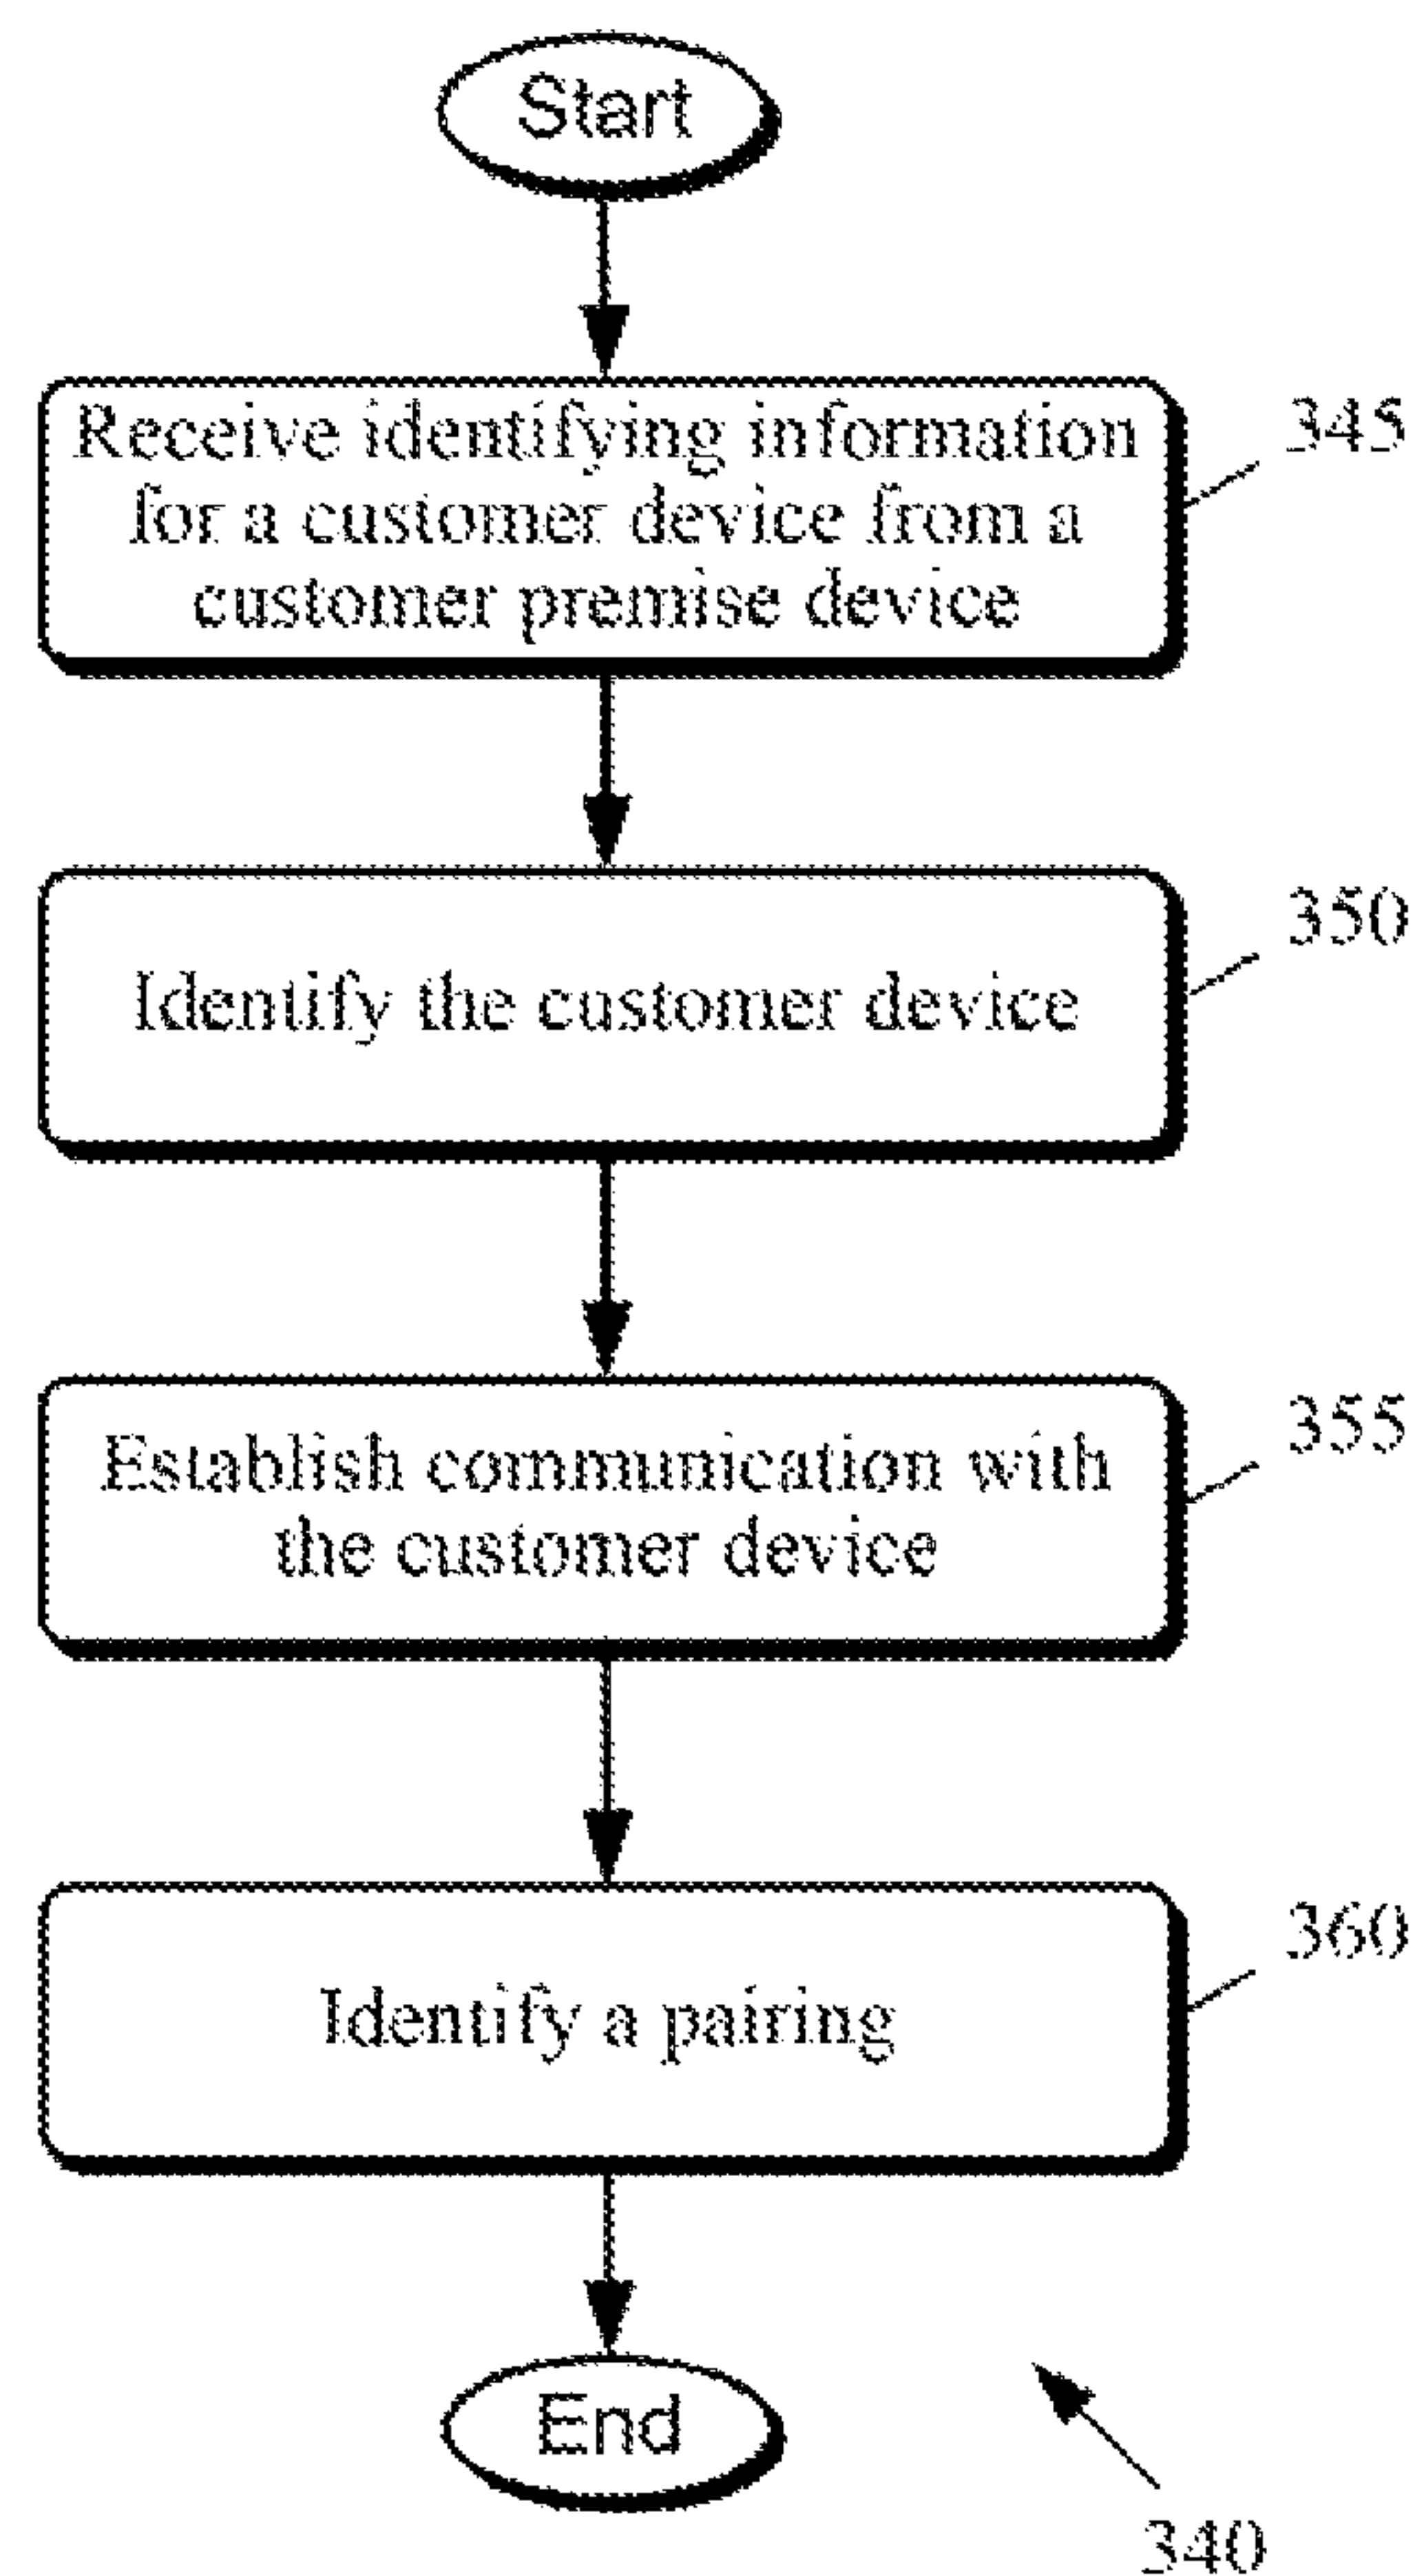 Start
Receive identifying information
for a customer device from a
customer premise device
345
Identify the customer device
350
Establish communication with
the customer device
355
Identify a pairing
360
End
340